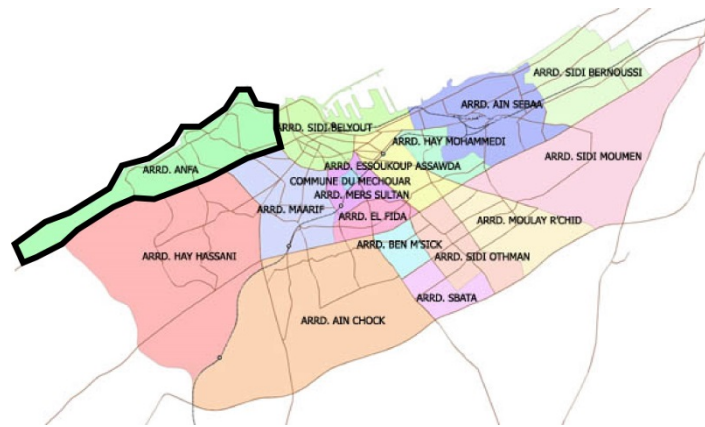 ARRD. SIDI BERNOUSSI
ARRD. AIN SEBAA
ARRD. SIDI BELYOUT
ARRD. HAY MOHAMMEDI
ARRD. SIDI MOUMEN
ARRD. ANFA
ARRD. ESSOUKOUP ASSAWDA
COMMUNE DU MECHOUAR
ARRD. MERS SULTAN
ARRD. MAARIF
ARRD. EL FIDA
ARRD. MOULAY R'CHID
ARRD. BEN M'SICK
ARRD. HAY HASSANI
ARRD. SIDI OTHMAN
ARRD. SBATA
ARRD. AIN CHOCK